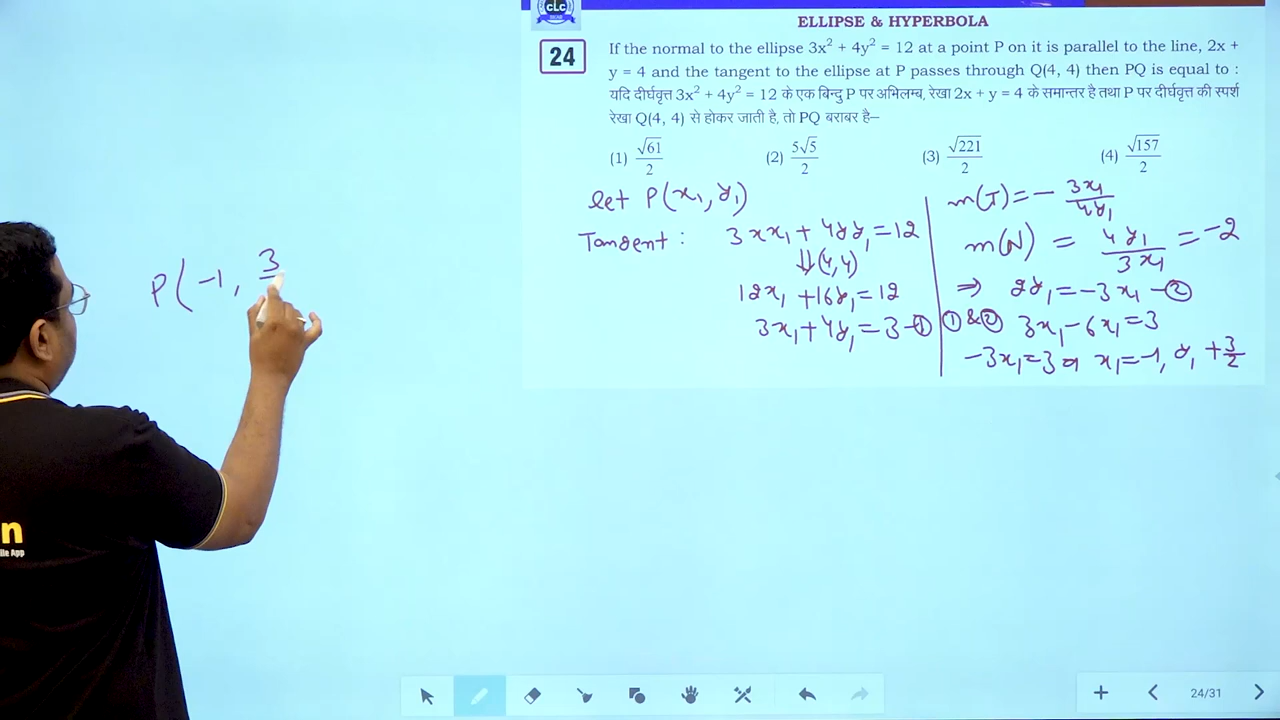 CLC
ELLIPSE & HYPERBOLA
24
If the normal to the ellipse 3x² + 4y² = 12 at a point P on it is parallel to the line, 2x +
y = 4 and the tangent to the ellipse at P passes through Q(4, 4) then PQ is equal to :
यदि दीर्घवृत्त 3x² + 4y² = 12 के एक बिन्दु P पर अभिलम्ब, रेखा 2x + y = 4 के समान्तर है तथा P पर दीर्घवृत्त की स्पर्श
रेखा Q(4, 4) से होकर जाती है, तो PQ बराबर है–
(1) √61/2 (2) 5√5/2 (3) √221/2 (4) √157/2
let P(x₁, y₁)
Tangent : 3xx₁ + 4yy₁ = 12
⇓(4,4)
12x₁ + 16y₁ = 12
3x₁ + 4y₁ = 3 – ①
m(T) = – 3x₁/4y₁
m(N) = 4y₁/3x₁ = –2
⇒ 2y₁ = –3x₁ – ②
① & ② 3x₁ – 6x₁ = 3
–3x₁ = 3 or x₁ = –1, y₁ + 3/2
P(–1, 3
n
ile App
24/31